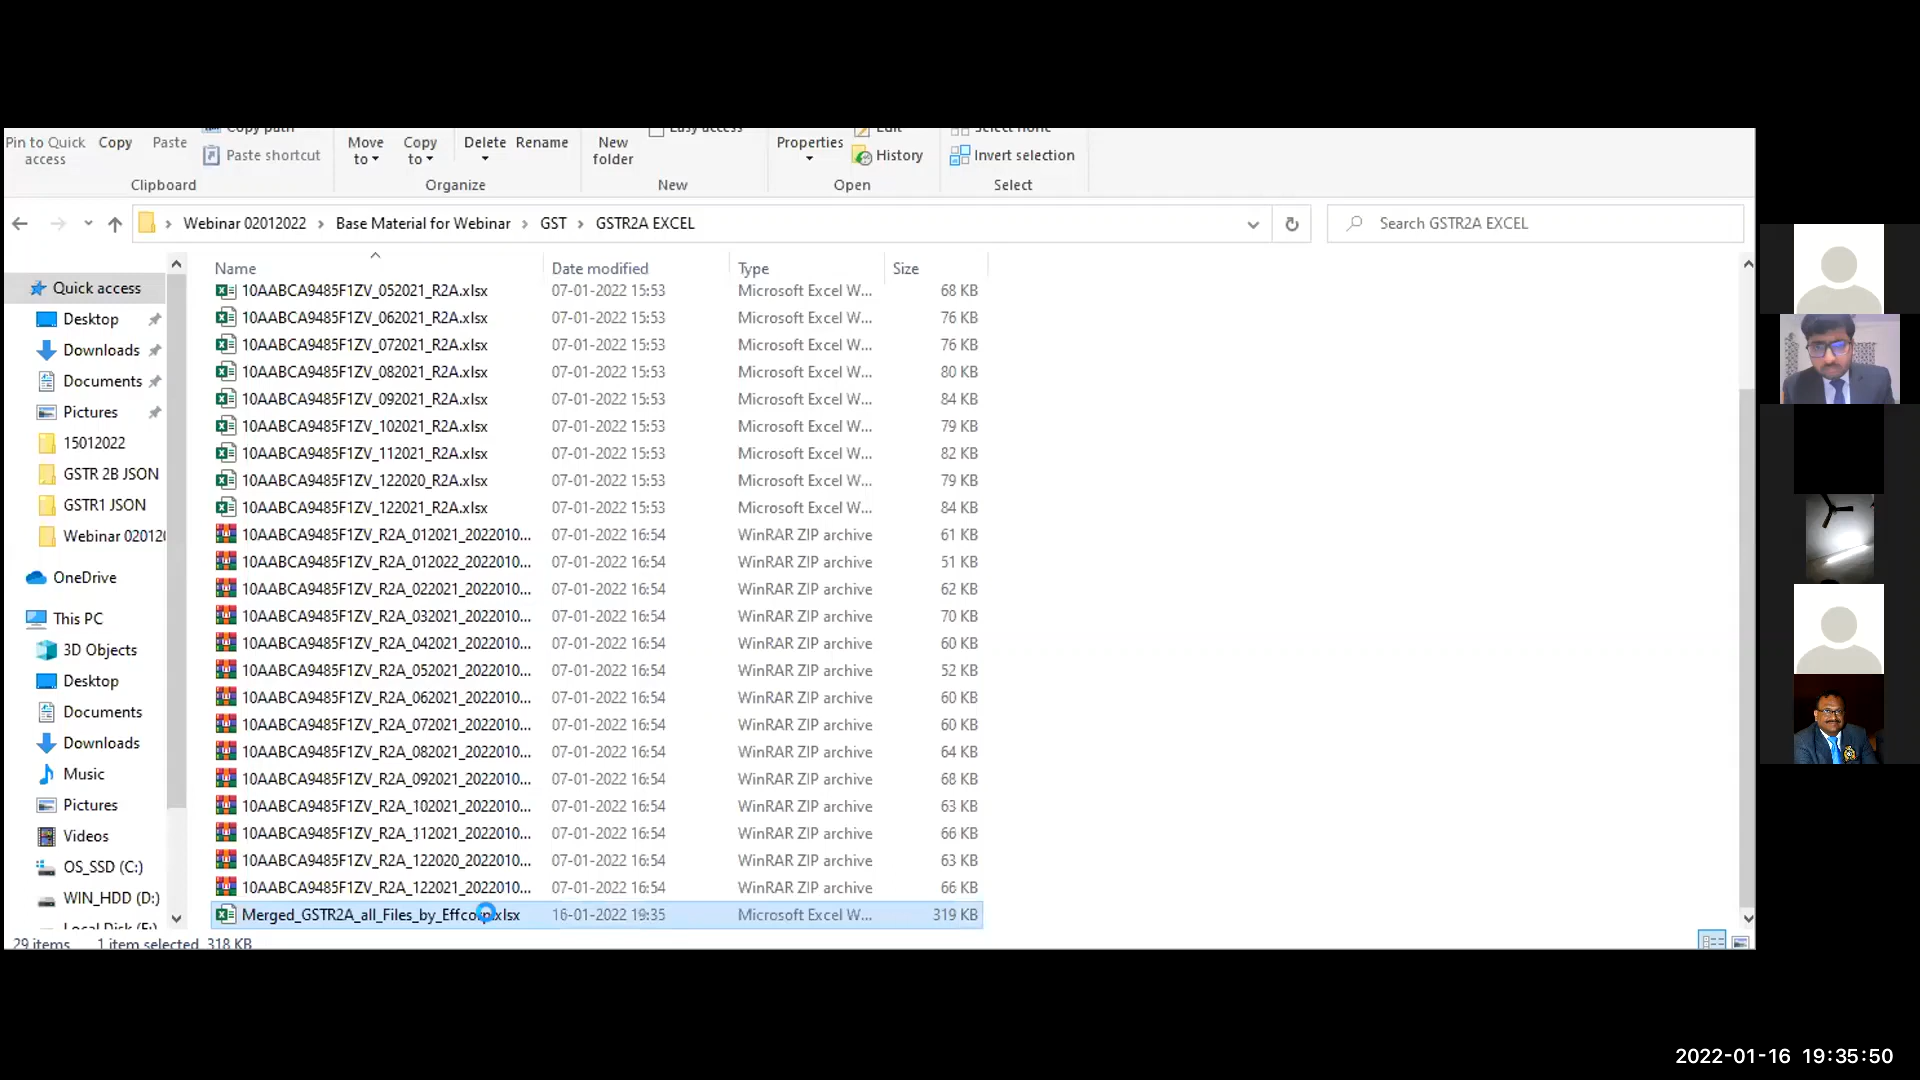 Copy path
Easy access
Edit
Select none
Pin to Quick access
Copy
Paste
Paste shortcut
Move to
Copy to
Delete
Rename
New folder
Properties
History
Invert selection
Clipboard
Organize
New
Open
Select
Webinar 02012022 › Base Material for Webinar › GST › GSTR2A EXCEL
Search GSTR2A EXCEL
Quick access
Desktop
Downloads
Documents
Pictures
15012022
GSTR 2B JSON
GSTR1 JSON
Webinar 02012
OneDrive
This PC
3D Objects
Desktop
Documents
Downloads
Music
Pictures
Videos
OS_SSD (C:)
WIN_HDD (D:)
Local Disk (E:)
Name Date modified Type Size
10AABCA9485F1ZV_052021_R2A.xlsx 07-01-2022 15:53 Microsoft Excel W... 68 KB
10AABCA9485F1ZV_062021_R2A.xlsx 07-01-2022 15:53 Microsoft Excel W... 76 KB
10AABCA9485F1ZV_072021_R2A.xlsx 07-01-2022 15:53 Microsoft Excel W... 76 KB
10AABCA9485F1ZV_082021_R2A.xlsx 07-01-2022 15:53 Microsoft Excel W... 80 KB
10AABCA9485F1ZV_092021_R2A.xlsx 07-01-2022 15:53 Microsoft Excel W... 84 KB
10AABCA9485F1ZV_102021_R2A.xlsx 07-01-2022 15:53 Microsoft Excel W... 79 KB
10AABCA9485F1ZV_112021_R2A.xlsx 07-01-2022 15:53 Microsoft Excel W... 82 KB
10AABCA9485F1ZV_122020_R2A.xlsx 07-01-2022 15:53 Microsoft Excel W... 79 KB
10AABCA9485F1ZV_122021_R2A.xlsx 07-01-2022 15:53 Microsoft Excel W... 84 KB
10AABCA9485F1ZV_R2A_012021_2022010... 07-01-2022 16:54 WinRAR ZIP archive 61 KB
10AABCA9485F1ZV_R2A_012022_2022010... 07-01-2022 16:54 WinRAR ZIP archive 51 KB
10AABCA9485F1ZV_R2A_022021_2022010... 07-01-2022 16:54 WinRAR ZIP archive 62 KB
10AABCA9485F1ZV_R2A_032021_2022010... 07-01-2022 16:54 WinRAR ZIP archive 70 KB
10AABCA9485F1ZV_R2A_042021_2022010... 07-01-2022 16:54 WinRAR ZIP archive 60 KB
10AABCA9485F1ZV_R2A_052021_2022010... 07-01-2022 16:54 WinRAR ZIP archive 52 KB
10AABCA9485F1ZV_R2A_062021_2022010... 07-01-2022 16:54 WinRAR ZIP archive 60 KB
10AABCA9485F1ZV_R2A_072021_2022010... 07-01-2022 16:54 WinRAR ZIP archive 60 KB
10AABCA9485F1ZV_R2A_082021_2022010... 07-01-2022 16:54 WinRAR ZIP archive 64 KB
10AABCA9485F1ZV_R2A_092021_2022010... 07-01-2022 16:54 WinRAR ZIP archive 68 KB
10AABCA9485F1ZV_R2A_102021_2022010... 07-01-2022 16:54 WinRAR ZIP archive 63 KB
10AABCA9485F1ZV_R2A_112021_2022010... 07-01-2022 16:54 WinRAR ZIP archive 66 KB
10AABCA9485F1ZV_R2A_122020_2022010... 07-01-2022 16:54 WinRAR ZIP archive 63 KB
10AABCA9485F1ZV_R2A_122021_2022010... 07-01-2022 16:54 WinRAR ZIP archive 66 KB
Merged_GSTR2A_all_Files_by_Effcorp.xlsx 16-01-2022 19:35 Microsoft Excel W... 319 KB
29 items 1 item selected 318 KB
2022-01-16 19:35:50